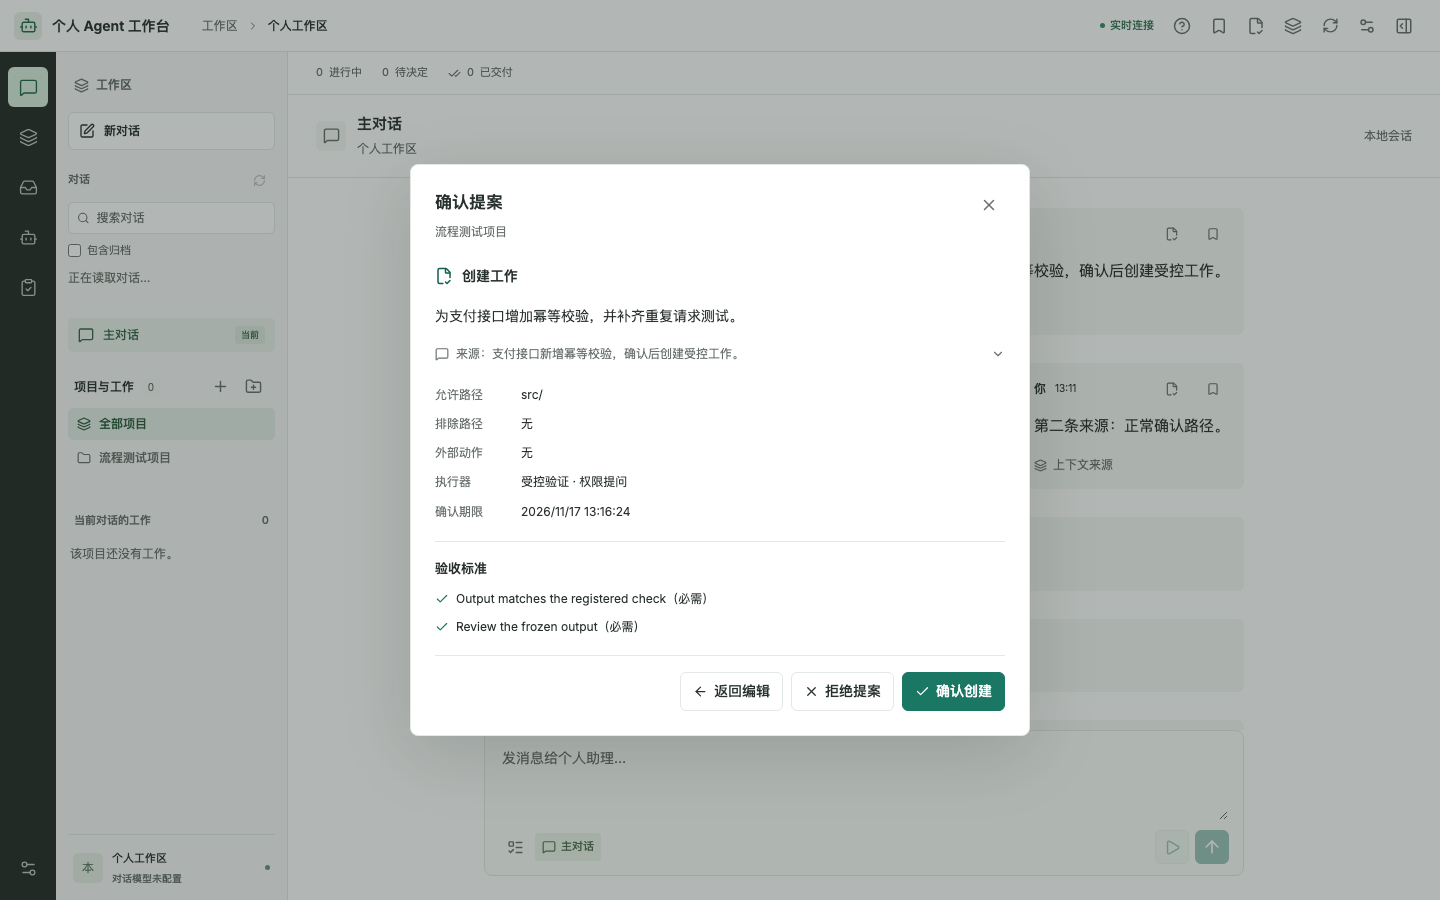 个人 Agent 工作台
工作区 › 个人工作区
实时连接
工作区
新对话
对话
搜索对话
包含归档
正在读取对话...
主对话 当前
项目与工作 0
全部项目
流程测试项目
当前对话的工作 0
该项目还没有工作。
个人工作区
对话模型未配置
本
0 进行中 0 待决定 0 已交付
主对话
个人工作区
本地会话
校验，确认后创建受控工作。
你 13:11
第二条来源：正常确认路径。
上下文来源
确认提案
流程测试项目
创建工作
为支付接口增加幂等校验，并补齐重复请求测试。
来源：支付接口新增幂等校验，确认后创建受控工作。
允许路径 src/
排除路径 无
外部动作 无
执行器 受控验证 · 权限提问
确认期限 2026/11/17 13:16:24
验收标准
Output matches the registered check（必需）
Review the frozen output（必需）
返回编辑 拒绝提案 确认创建
发消息给个人助理...
主对话